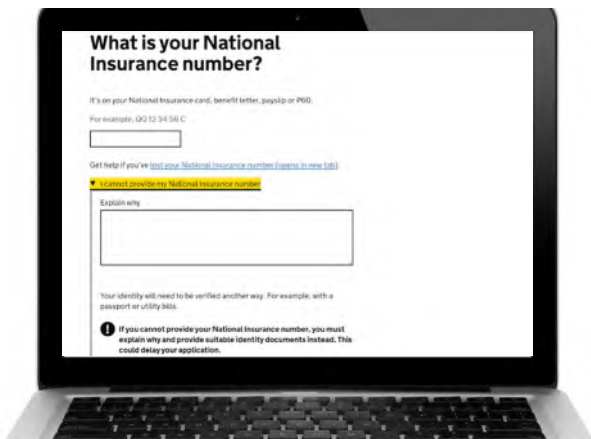 What is your National
Insurance number?
It's on your National Insurance card, benefit letter, payslip or P60.
For example, QQ 12 34 56 C
Get help if you've lost your National Insurance number (opens in new tab).
▼ I cannot provide my National Insurance number
Explain why
Your identity will need to be verified another way. For example, with a
passport or utility bills.
! If you cannot provide your National Insurance number, you must
explain why and provide suitable identity documents instead. This
could delay your application.